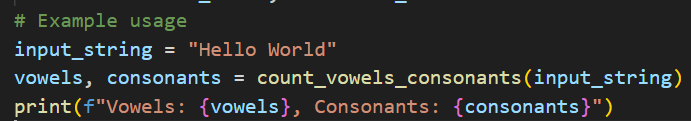 # Example usage
input_string = "Hello World"
vowels, consonants = count_vowels_consonants(input_string)
print(f"Vowels: {vowels}, Consonants: {consonants}")